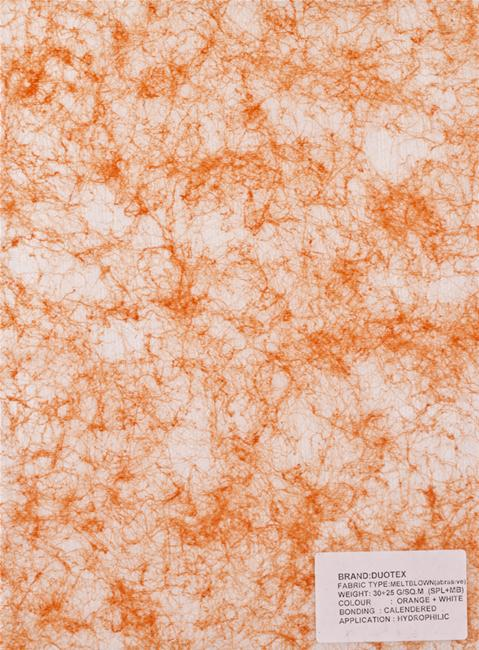 BRAND:DUOTEX
FABRIC TYPE:MELTBLOWN(abrasive)
WEIGHT: 30+25 G/SQ.M (SPL+MB)
COLOUR : ORANGE + WHITE
BONDING : CALENDERED
APPLICATION : HYDROPHILIC